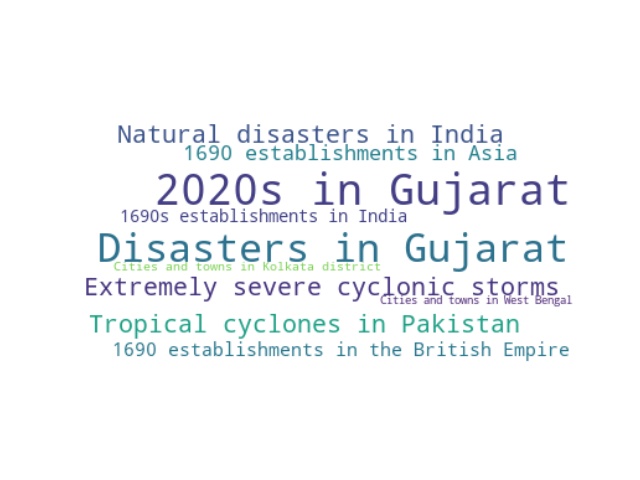 Natural disasters in India
1690 establishments in Asia
2020s in Gujarat
1690s establishments in India
Disasters in Gujarat
Cities and towns in Kolkata district
Extremely severe cyclonic storms
Cities and towns in West Bengal
Tropical cyclones in Pakistan
1690 establishments in the British Empire